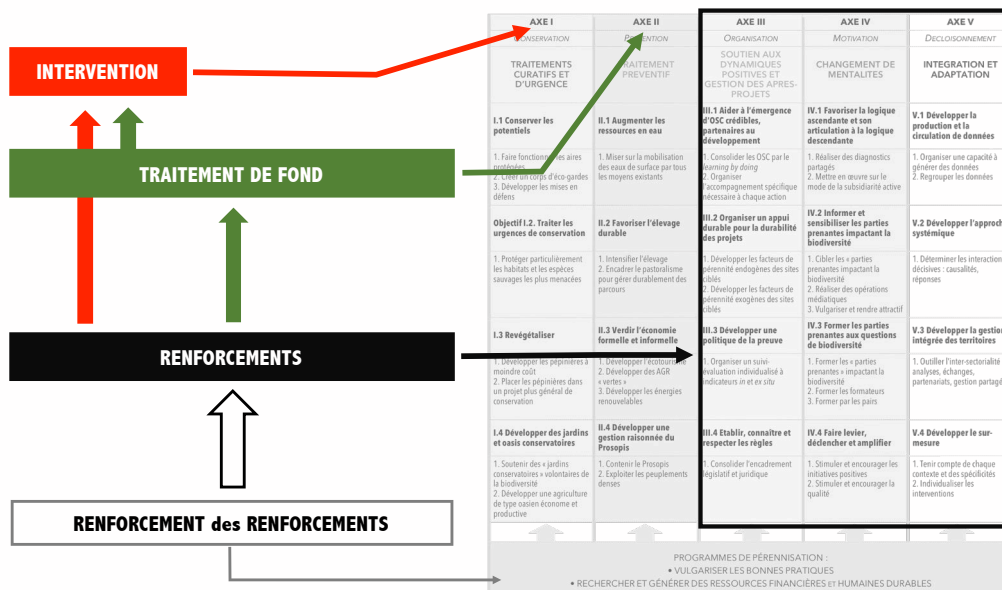 INTERVENTION
TRAITEMENT DE FOND
RENFORCEMENTS
RENFORCEMENT des RENFORCEMENTS
AXE I
CONSERVATION
TRAITEMENTS
CURATIFS ET
D'URGENCE
I.1 Conserver les
potentiels
1. Faire fonctionner les aires
protégées
2. Créer un corps d'éco-gardes
3. Développer les mises en
défens
Objectif I.2. Traiter les
urgences de conservation
1. Protéger particulièrement
les habitats et les espèces
sauvages les plus menacées
I.3 Revégétaliser
1. Développer les pépinières à
moindre coût
2. Placer les pépinières dans
un projet plus général de
conservation
I.4 Développer des jardins
et oasis conservatoires
1. Soutenir des « jardins
conservatoires » volontaires de
la biodiversité
2. Développer une agriculture
de type oasien économe et
productive
AXE II
PREVENTION
TRAITEMENT
PREVENTIF
II.1 Augmenter les
ressources en eau
1. Miser sur la mobilisation
des eaux de surface par tous
les moyens existants
II.2 Favoriser l'élevage
durable
1. Intensifier l'élevage
2. Encadrer le pastoralisme
pour gérer durablement des
parcours
II.3 Verdir l'économie
formelle et informelle
1. Développer l'écotourisme
2. Développer des AGR
« vertes »
3. Développer les énergies
renouvelables
II.4 Développer une
gestion raisonnée du
Prosopis
1. Contenir le Prosopis
2. Exploiter les peuplements
denses
AXE III
ORGANISATION
SOUTIEN AUX
DYNAMIQUES
POSITIVES ET
GESTION DES APRES-
PROJETS
III.1 Aider à l'émergence
d'OSC crédibles,
partenaires au
développement
1. Consolider les OSC par le
learning by doing
2. Organiser
l'accompagnement spécifique
nécessaire à chaque action
III.2 Organiser un appui
durable pour la durabilité
des projets
1. Développer les facteurs de
pérennité endogènes des sites
ciblés
2. Développer les facteurs de
pérennité exogènes des sites
ciblés
III.3 Développer une
politique de la preuve
1. Organiser un suivi-
évaluation individualisé à
indicateurs in et ex situ
III.4 Etablir, connaître et
respecter les règles
1. Consolider l'encadrement
législatif et juridique
AXE IV
MOTIVATION
CHANGEMENT DE
MENTALITES
IV.1 Favoriser la logique
ascendante et son
articulation à la logique
descendante
1. Réaliser des diagnostics
partagés
2. Mettre en œuvre sur le
mode de la subsidiarité active
IV.2 Informer et
sensibiliser les parties
prenantes impactant la
biodiversité
1. Cibler les « parties
prenantes impactant la
biodiversité
2. Réaliser des opérations
médiatiques
3. Vulgariser et rendre attractif
IV.3 Former les parties
prenantes aux questions
de biodiversité
1. Former les « parties
prenantes » impactant la
biodiversité
2. Former les formateurs
3. Former par les pairs
IV.4 Faire levier,
déclencher et amplifier
1. Stimuler et encourager les
initiatives positives
2. Stimuler et encourager la
qualité
AXE V
DECLOISONNEMENT
INTEGRATION ET
ADAPTATION
V.1 Développer la
production et la
circulation de données
1. Organiser une capacité à
générer des données
2. Regrouper les données
V.2 Développer l'approch
systémique
1. Déterminer les interaction
décisives : causalités,
réponses
V.3 Développer la gestion
intégrée des territoires
1. Outiller l'inter-sectorialité
analyses, échanges,
partenariats, gestion partagé
V.4 Développer le sur-
mesure
1. Tenir compte de chaque
contexte et des spécificités
2. Individualiser les
interventions
PROGRAMMES DE PÉRENNISATION :
• VULGARISER LES BONNES PRATIQUES
• RECHERCHER ET GÉNÉRER DES RESSOURCES FINANCIÈRES ET HUMAINES DURABLES